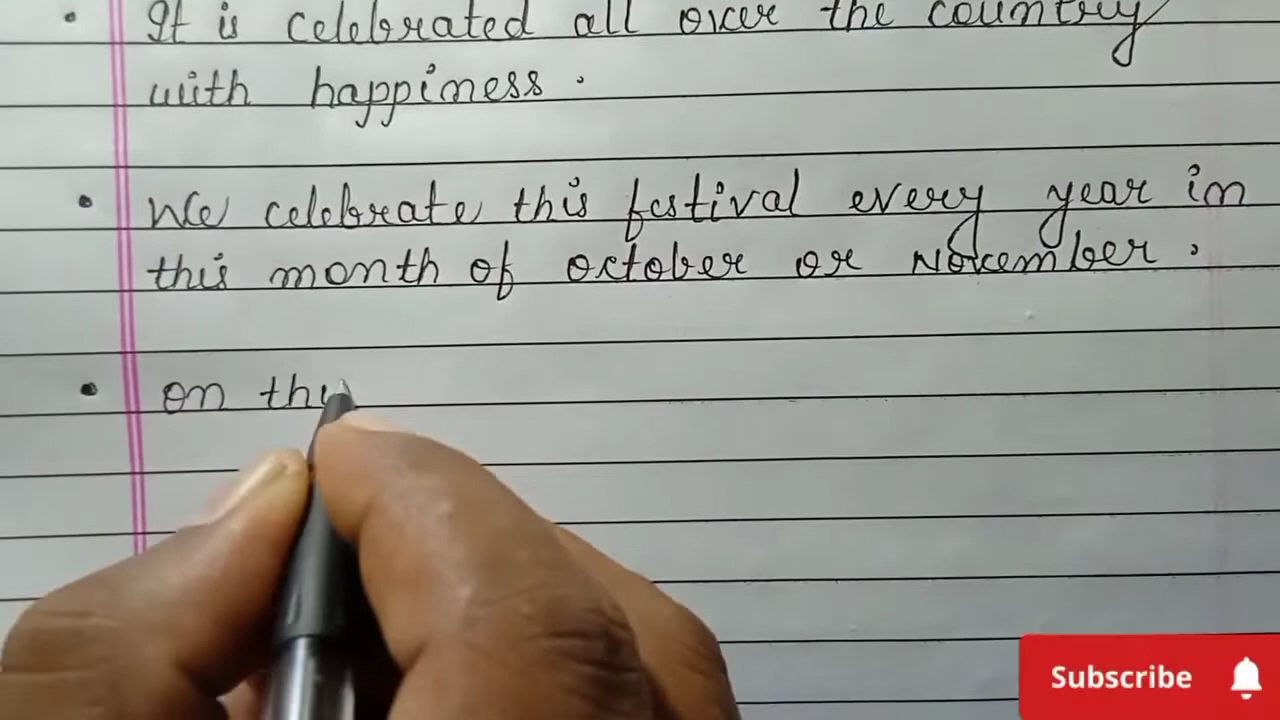 • It is celebrated all over the country
with happiness.
• We celebrate this festival every year in
this month of october or November.
• on thi
Subscribe